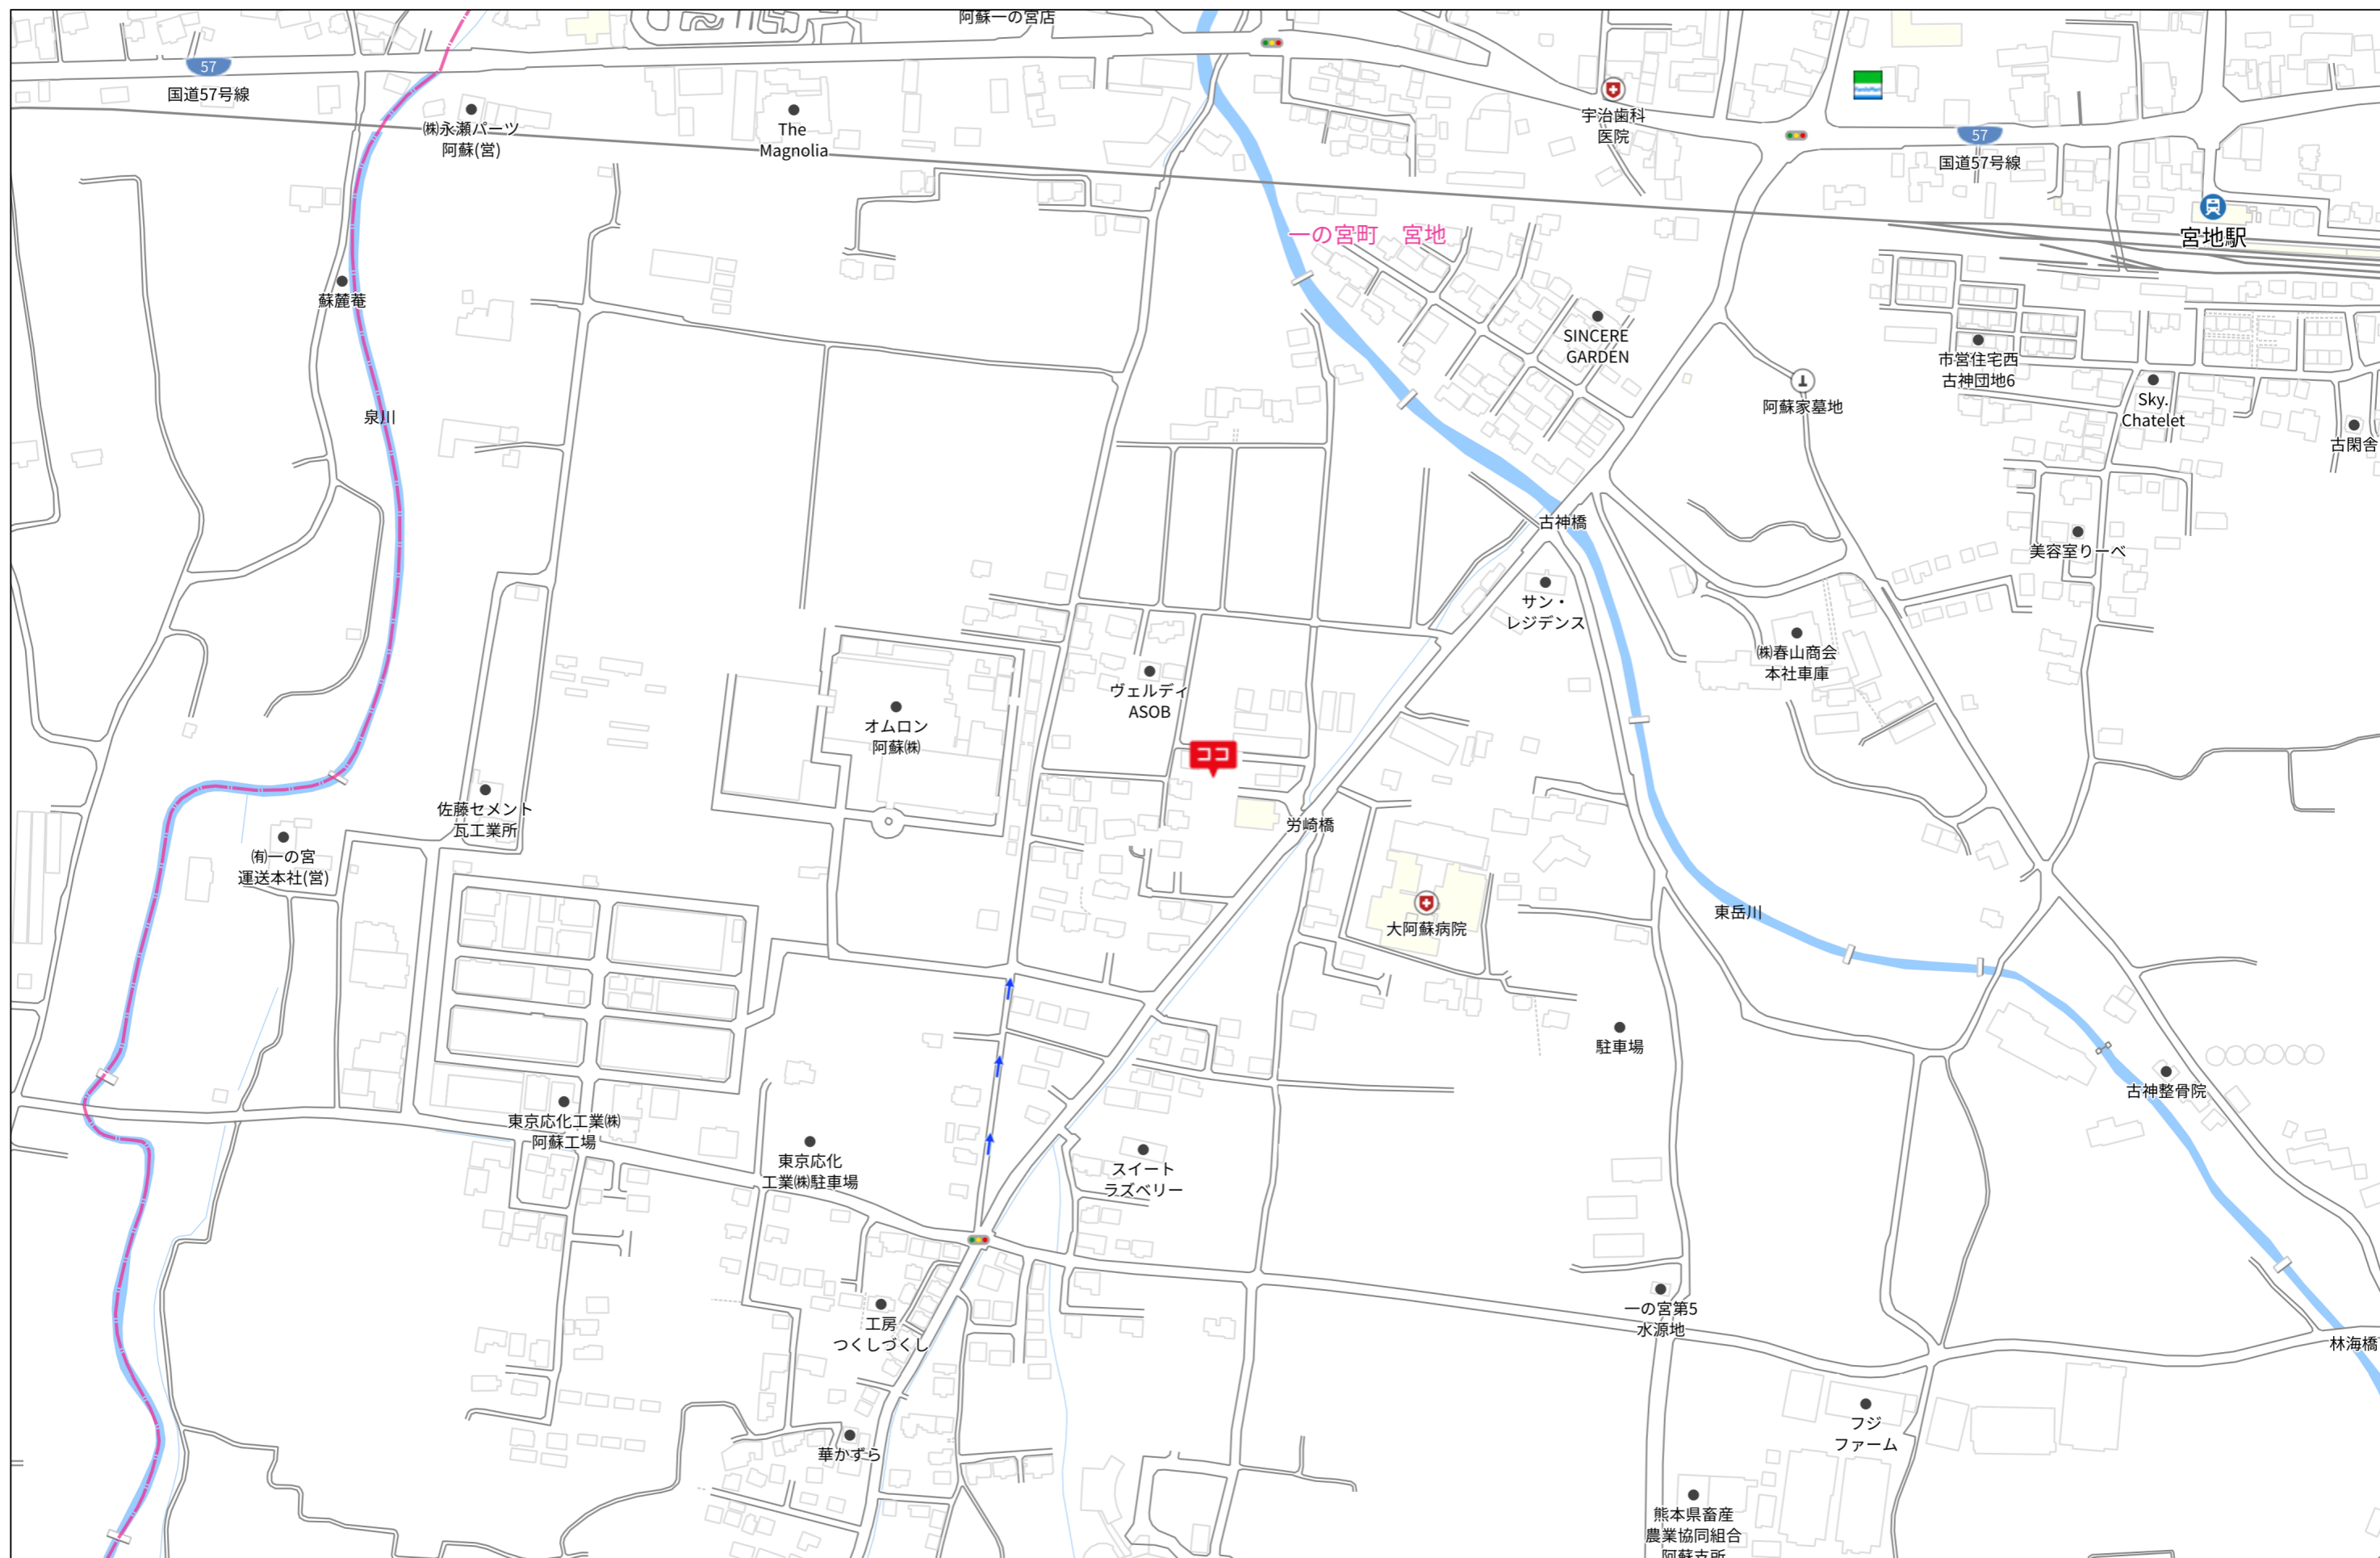 阿蘇一の宮店
57
国道57号線
㈱永瀬パーツ
阿蘇(営)
The
Magnolia
宇治歯科
医院
FamilyMart
57
国道57号線
宮地駅
一の宮町　宮地
蘇麓菴
SINCERE
GARDEN
市営住宅西
古神団地6
阿蘇家墓地
Sky.
Chatelet
泉川
古閑舎
古神橋
美容室りーべ
サン・
レジデンス
㈱春山商会
本社車庫
ヴェルディ
ASOB
オムロン
阿蘇㈱
ココ
佐藤セメント
瓦工業所
労崎橋
㈲一の宮
運送本社(営)
大阿蘇病院
東岳川
駐車場
古神整骨院
東京応化工業㈱
阿蘇工場
東京応化
工業㈱駐車場
スイート
ラズベリー
工房
つくしづくし
一の宮第5
水源地
林海橋
フジ
ファーム
華かずら
熊本県畜産
農業協同組合
阿蘇支所